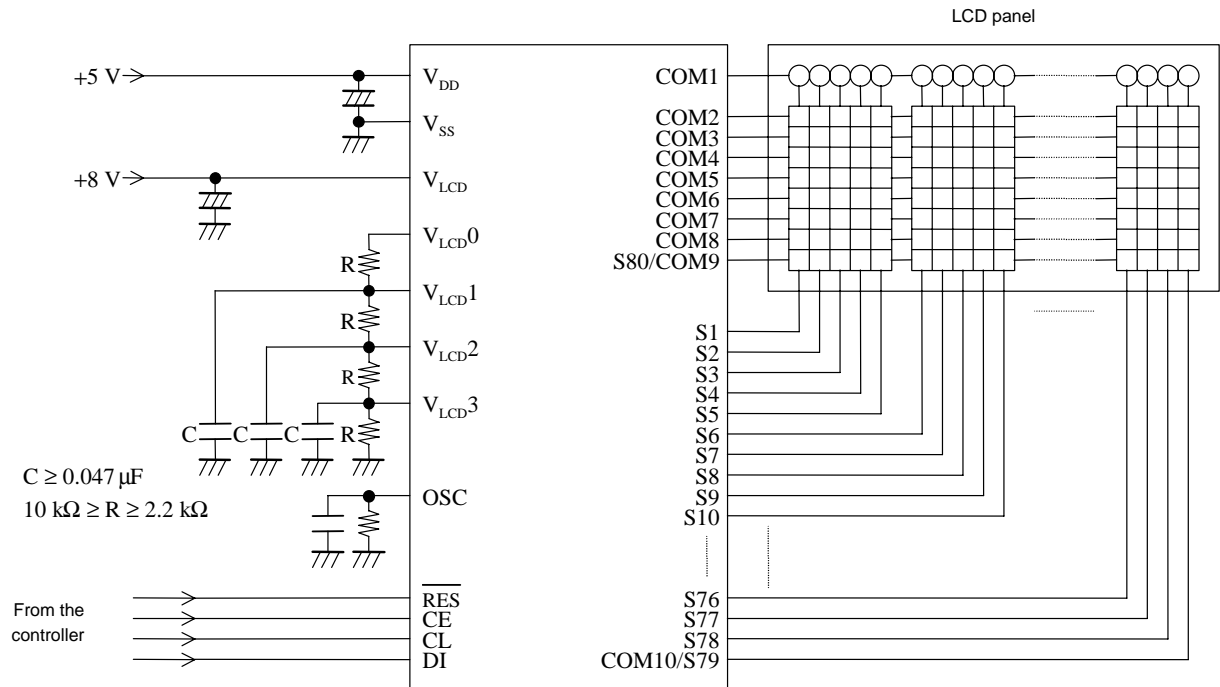 LCD panel
+5 V
VDD
COM1
VSS
COM2
COM3
COM4
COM5
COM6
COM7
COM8
S80/COM9
+8 V
VLCD
VLCD0
R
VLCD1
R
VLCD2
R
VLCD3
R
C
C
C
C ≥ 0.047 μF
10 kΩ ≥ R ≥ 2.2 kΩ
OSC
S1
S2
S3
S4
S5
S6
S7
S8
S9
S10
From the
controller
RES
CE
CL
DI
S76
S77
S78
COM10/S79